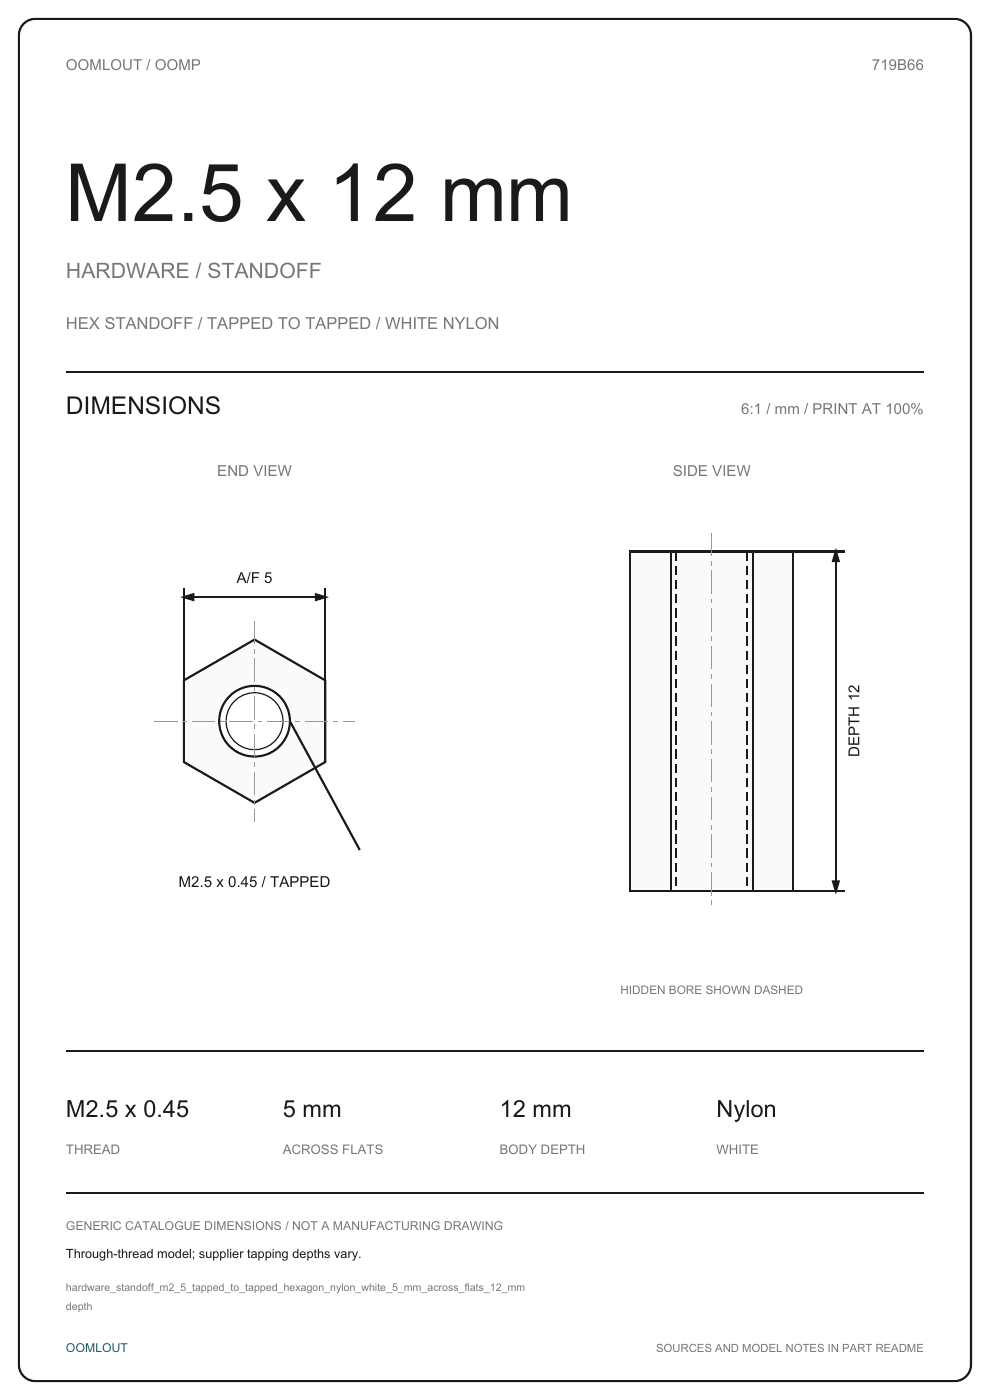 OOMLOUT / OOMP
719B66
M2.5 x 12 mm
HARDWARE / STANDOFF
HEX STANDOFF / TAPPED TO TAPPED / WHITE NYLON
DIMENSIONS
6:1 / mm / PRINT AT 100%
END VIEW
SIDE VIEW
A/F 5
DEPTH 12
M2.5 x 0.45 / TAPPED
HIDDEN BORE SHOWN DASHED
M2.5 x 0.45
5 mm
12 mm
Nylon
THREAD
ACROSS FLATS
BODY DEPTH
WHITE
GENERIC CATALOGUE DIMENSIONS / NOT A MANUFACTURING DRAWING
Through-thread model; supplier tapping depths vary.
hardware_standoff_m2_5_tapped_to_tapped_hexagon_nylon_white_5_mm_across_flats_12_mm
depth
OOMLOUT
SOURCES AND MODEL NOTES IN PART README